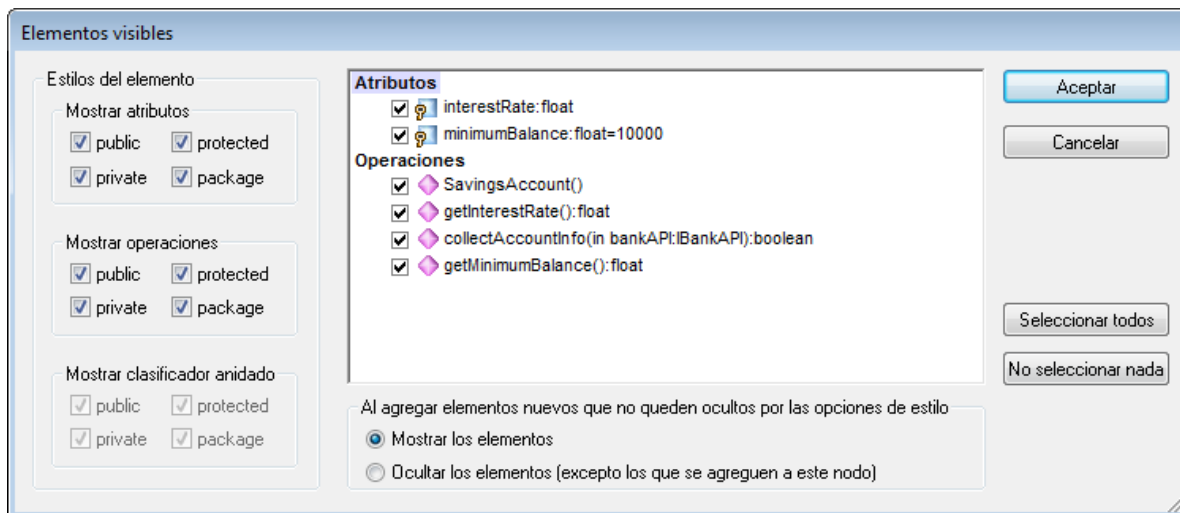 Elementos visibles
Estilos del elemento
Mostrar atributos
public protected
private package
Mostrar operaciones
public protected
private package
Mostrar clasificador anidado
public protected
private package
Atributos
interestRate:float
minimumBalance:float=10000
Operaciones
SavingsAccount()
getInterestRate():float
collectAccountInfo(in bankAPI:IBankAPI):boolean
getMinimumBalance():float
Al agregar elementos nuevos que no queden ocultos por las opciones de estilo
Mostrar los elementos
Ocultar los elementos (excepto los que se agreguen a este nodo)
Aceptar
Cancelar
Seleccionar todos
No seleccionar nada